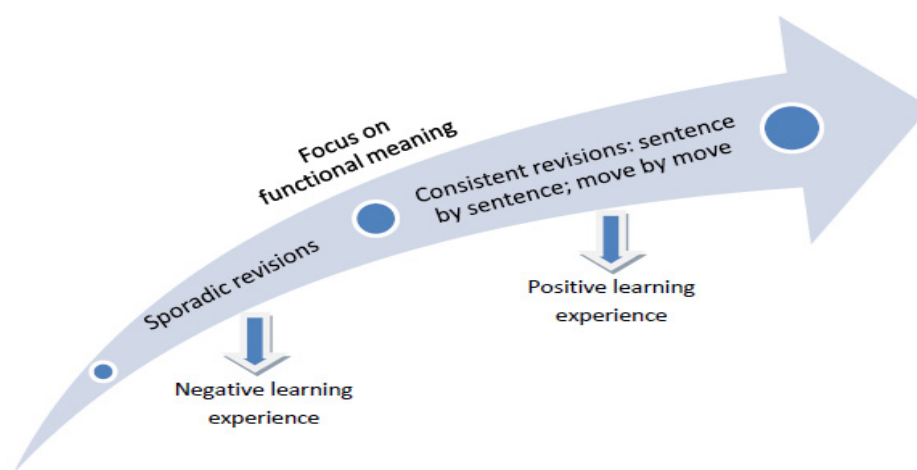 Focus on
functional meaning
Consistent revisions: sentence
by sentence; move by move
Sporadic revisions
Positive learning
experience
Negative learning
experience